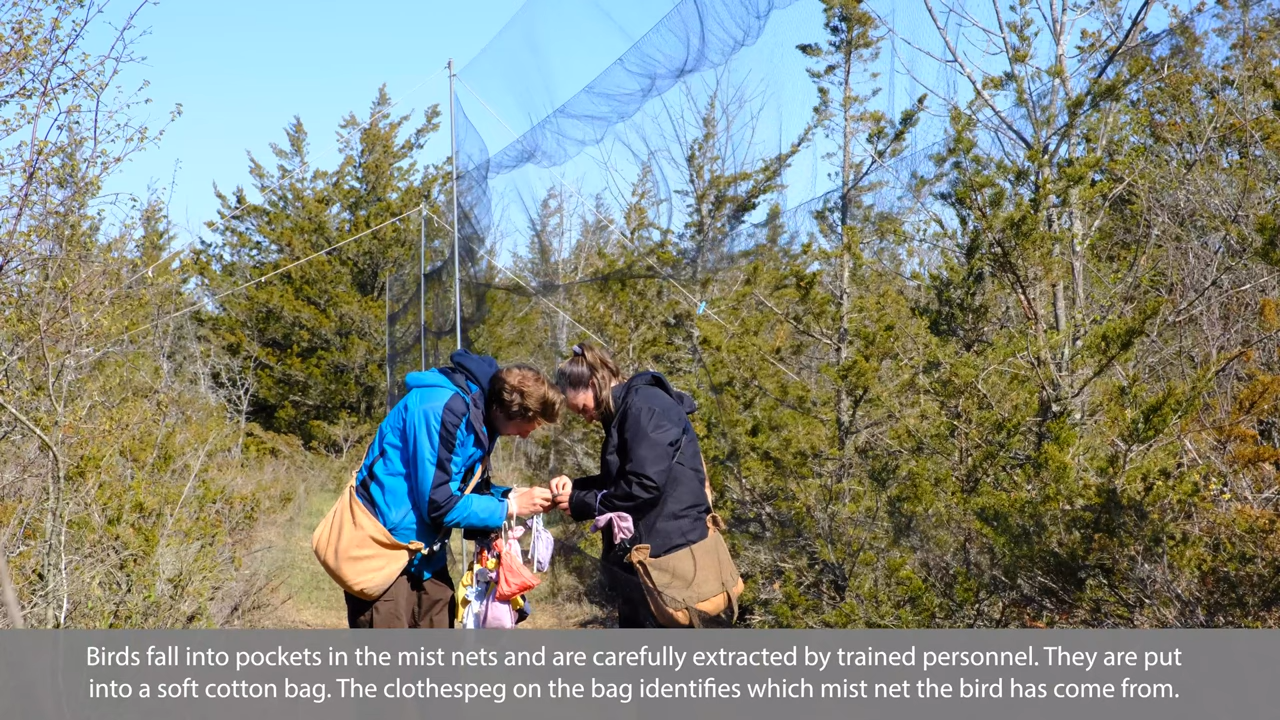 Birds fall into pockets in the mist nets and are carefully extracted by trained personnel. They are put
into a soft cotton bag. The clothespeg on the bag identifies which mist net the bird has come from.